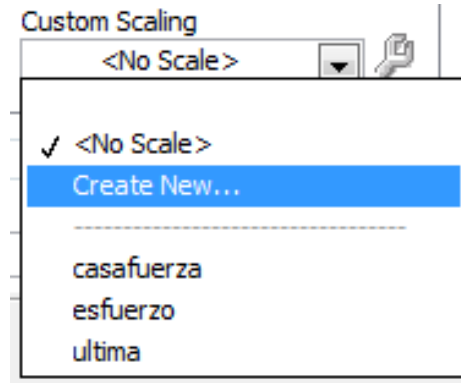 Custom Scaling
<No Scale>
<No Scale>
Create New...
--------------------------------
casafuerza
esfuerzo
ultima